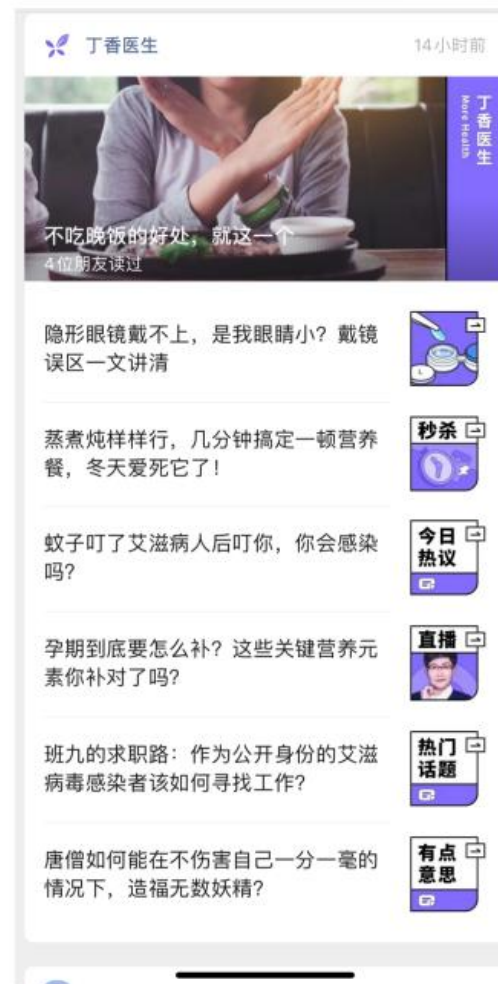 丁香医生
14小时前
丁香医生
More Health
不吃晚饭的好处，就这一个
4位朋友读过
隐形眼镜戴不上，是我眼睛小？戴镜
误区一文讲清
蒸煮炖样样行，几分钟搞定一顿营养
餐，冬天爱死它了！
秒杀
蚊子叮了艾滋病人后叮你，你会感染
吗？
今日
热议
孕期到底要怎么补？这些关键营养元
素你补对了吗？
直播
班九的求职路：作为公开身份的艾滋
病毒感染者该如何寻找工作？
热门
话题
唐僧如何能在不伤害自己一分一毫的
情况下，造福无数妖精？
有点
意思